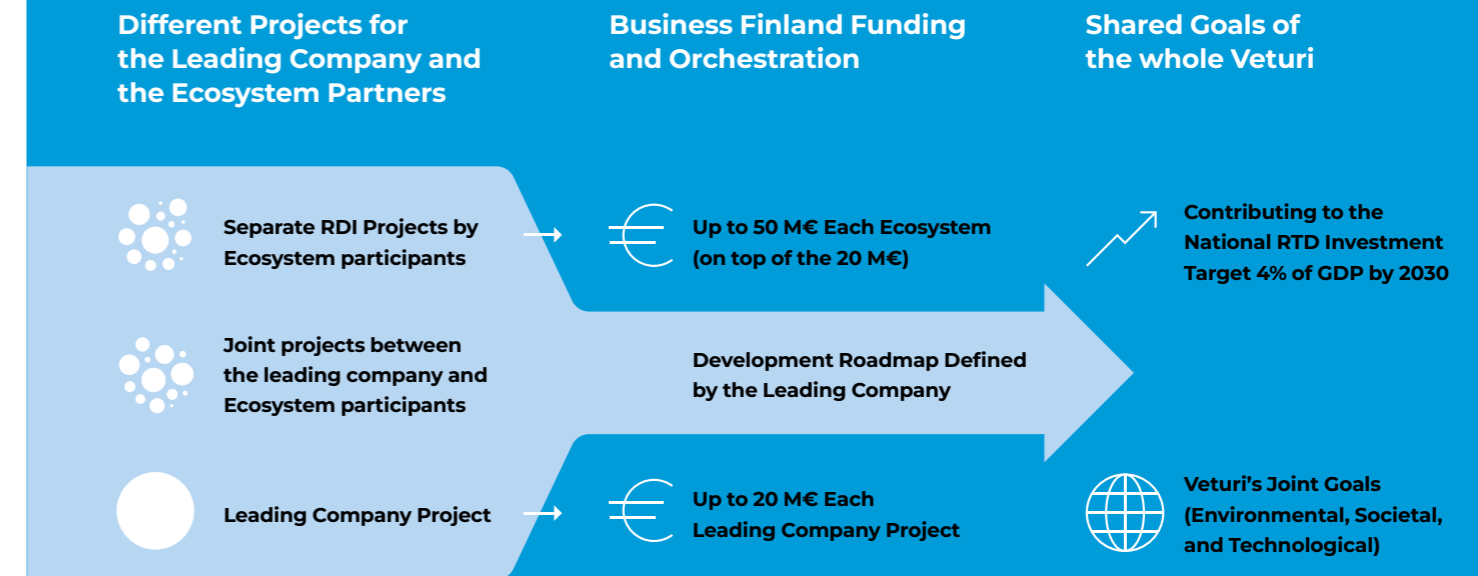 Different Projects for
the Leading Company and
the Ecosystem Partners
Business Finland Funding
and Orchestration
Shared Goals of
the whole Veturi
Separate RDI Projects by
Ecosystem participants
Up to 50 M€ Each Ecosystem
(on top of the 20 M€)
Contributing to the
National RTD Investment
Target 4% of GDP by 2030
Joint projects between
the leading company and
Ecosystem participants
Development Roadmap Defined
by the Leading Company
Leading Company Project
Up to 20 M€ Each
Leading Company Project
Veturi’s Joint Goals
(Environmental, Societal,
and Technological)